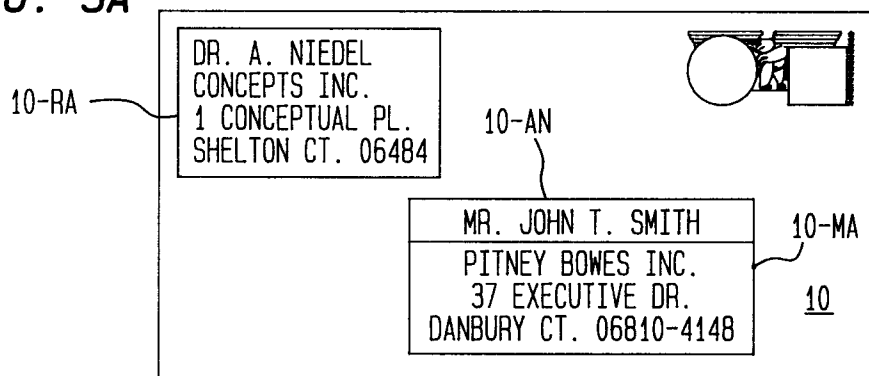 DR. A. NIEDEL
CONCEPTS INC.
1 CONCEPTUAL PL.
SHELTON CT. 06484
10-RA
10-AN
MR. JOHN T. SMITH
10-MA
PITNEY BOWES INC.
37 EXECUTIVE DR.
DANBURY CT. 06810-4148
10